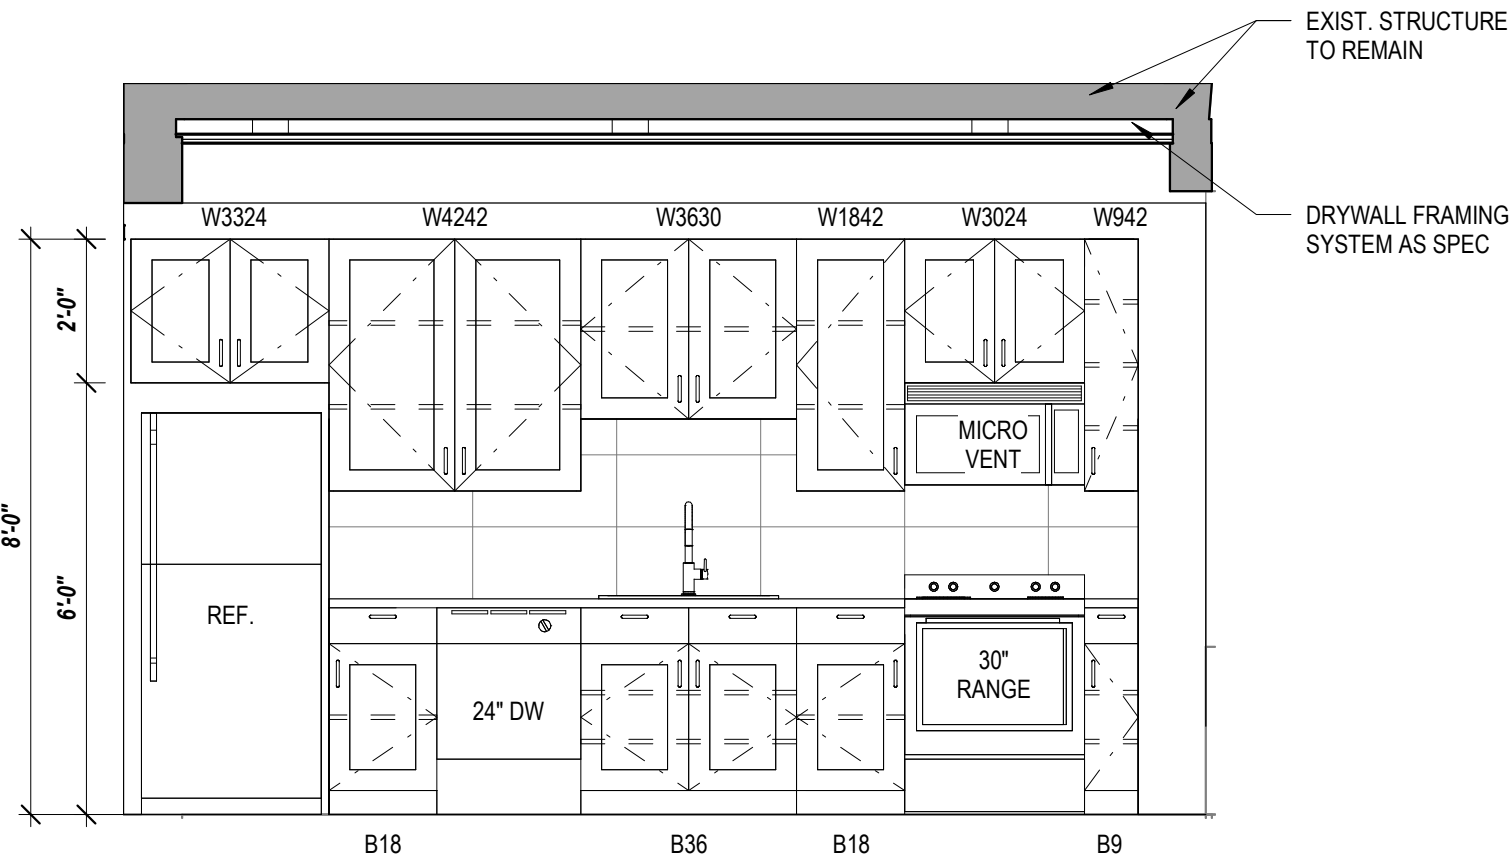 EXIST. STRUCTURE
TO REMAIN
W3324 W4242 W3630 W1842 W3024 W942
DRYWALL FRAMING
SYSTEM AS SPEC
2'-0"
MICRO
VENT
8'-0"
6'-0"
REF.
30"
RANGE
24" DW
B18 B36 B18 B9